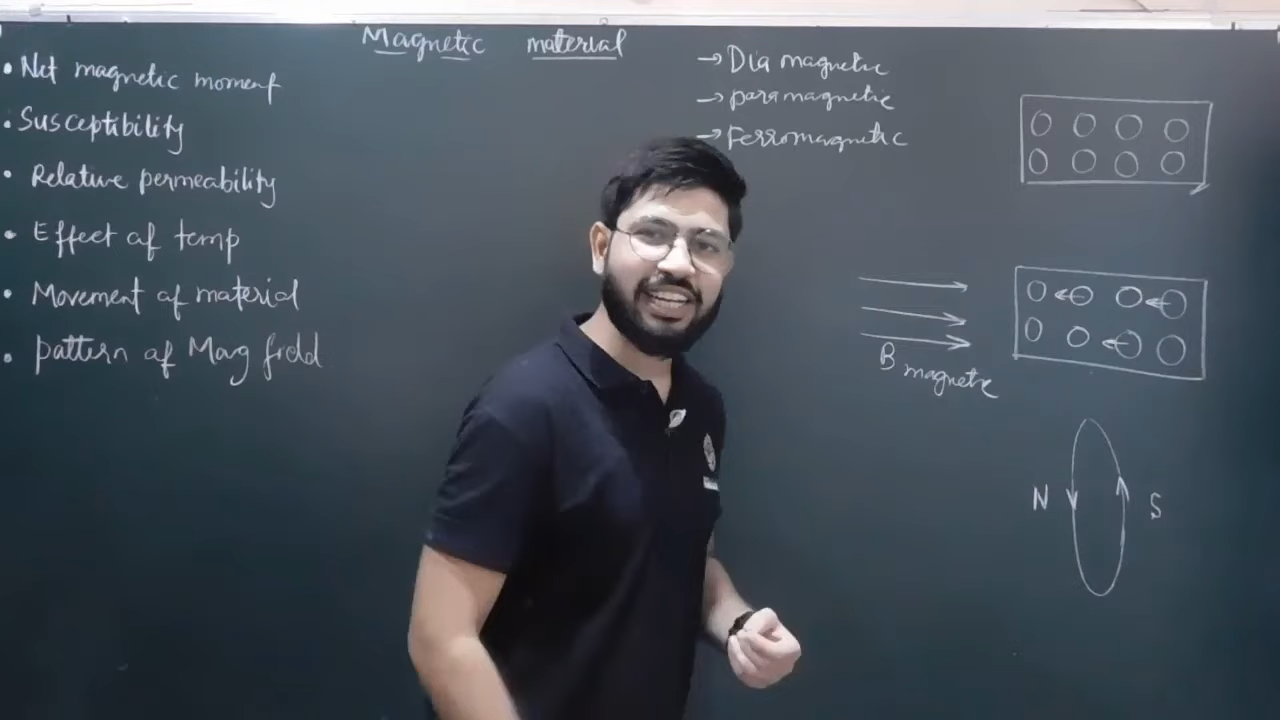 Magnetic material
• Net magnetic moment
• Susceptibility
• Relative permeability
• Effect of temp
• Movement of material
• pattern of Mag field
→ Dia magnetic
→ para magnetic
→ Ferromagnetic
B magnetic
N S